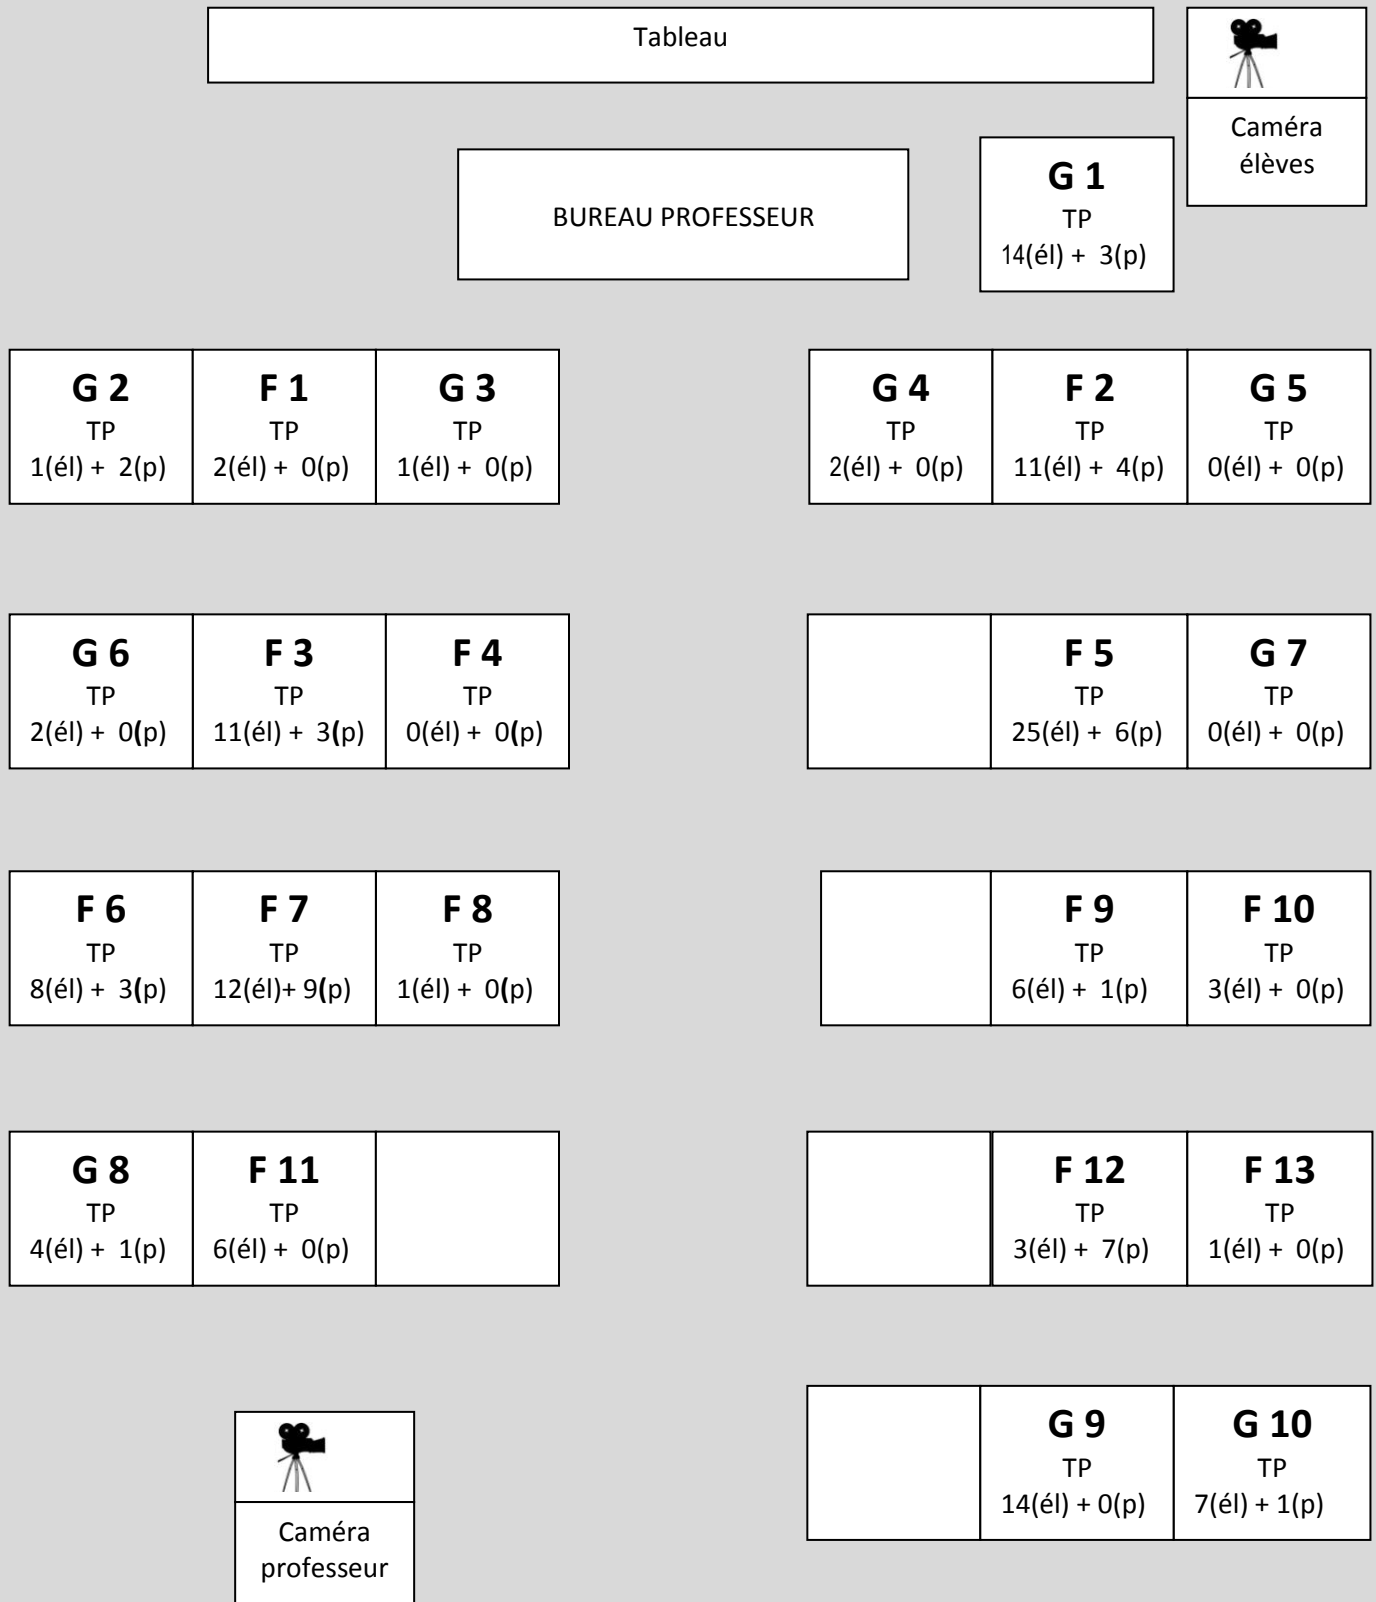 Tableau
Caméra
élèves
BUREAU PROFESSEUR
G 1
TP
14(él) + 3(p)
G 2
TP
1(él) + 2(p)
F 1
TP
2(él) + 0(p)
G 3
TP
1(él) + 0(p)
G 4
TP
2(él) + 0(p)
F 2
TP
11(él) + 4(p)
G 5
TP
0(él) + 0(p)
G 6
TP
2(él) + 0(p)
F 3
TP
11(él) + 3(p)
F 4
TP
0(él) + 0(p)
F 5
TP
25(él) + 6(p)
G 7
TP
0(él) + 0(p)
F 6
TP
8(él) + 3(p)
F 7
TP
12(él)+ 9(p)
F 8
TP
1(él) + 0(p)
F 9
TP
6(él) + 1(p)
F 10
TP
3(él) + 0(p)
G 8
TP
4(él) + 1(p)
F 11
TP
6(él) + 0(p)
F 12
TP
3(él) + 7(p)
F 13
TP
1(él) + 0(p)
G 9
TP
14(él) + 0(p)
G 10
TP
7(él) + 1(p)
Caméra
professeur